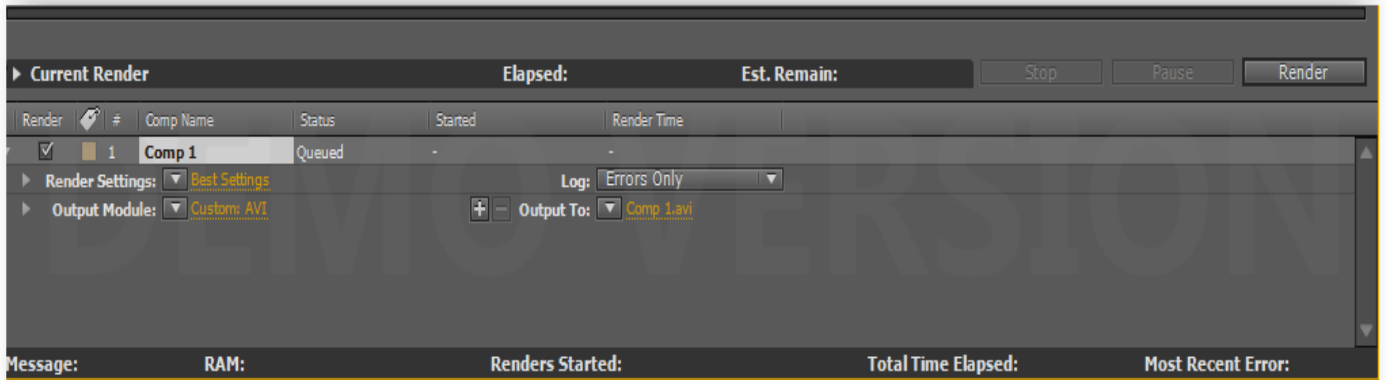 Current Render Elapsed: Est. Remain: Stop Pause Render
Render # Comp Name Status Started Render Time
1 Comp 1 Queued - -
Render Settings: Best Settings Log: Errors Only
Output Module: Custom: AVI Output To: Comp 1.avi
DEMO VERSION
Message: RAM: Renders Started: Total Time Elapsed: Most Recent Error: